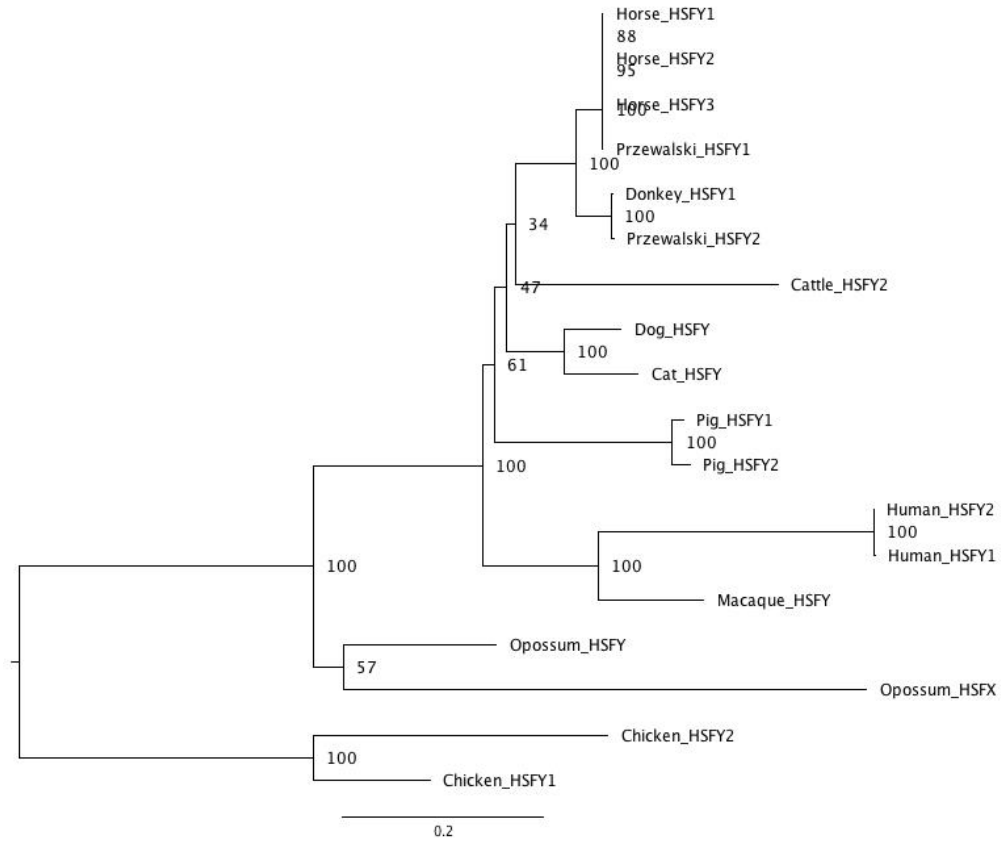 Horse_HSFY1
88
Horse_HSFY2
95
Horse_HSFY3
100
Przewalski_HSFY1
100
Donkey_HSFY1
100
Przewalski_HSFY2
34
Cattle_HSFY2
47
Dog_HSFY
100
Cat_HSFY
61
Pig_HSFY1
100
Pig_HSFY2
100
Human_HSFY2
100
Human_HSFY1
100
100
Macaque_HSFY
Opossum_HSFY
57
Opossum_HSFX
Chicken_HSFY2
100
Chicken_HSFY1
0.2